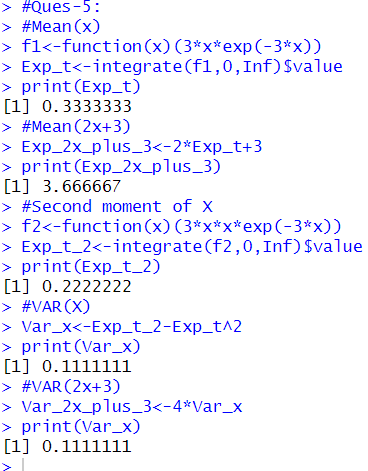 > #Ques-5:
> #Mean(x)
> f1<-function(x)(3*x*exp(-3*x))
> Exp_t<-integrate(f1,0,Inf)$value
> print(Exp_t)
[1] 0.3333333
> #Mean(2x+3)
> Exp_2x_plus_3<-2*Exp_t+3
> print(Exp_2x_plus_3)
[1] 3.666667
> #Second moment of X
> f2<-function(x)(3*x*x*exp(-3*x))
> Exp_t_2<-integrate(f2,0,Inf)$value
> print(Exp_t_2)
[1] 0.2222222
> #VAR(X)
> Var_x<-Exp_t_2-Exp_t^2
> print(Var_x)
[1] 0.1111111
> #VAR(2x+3)
> Var_2x_plus_3<-4*Var_x
> print(Var_x)
[1] 0.1111111
>